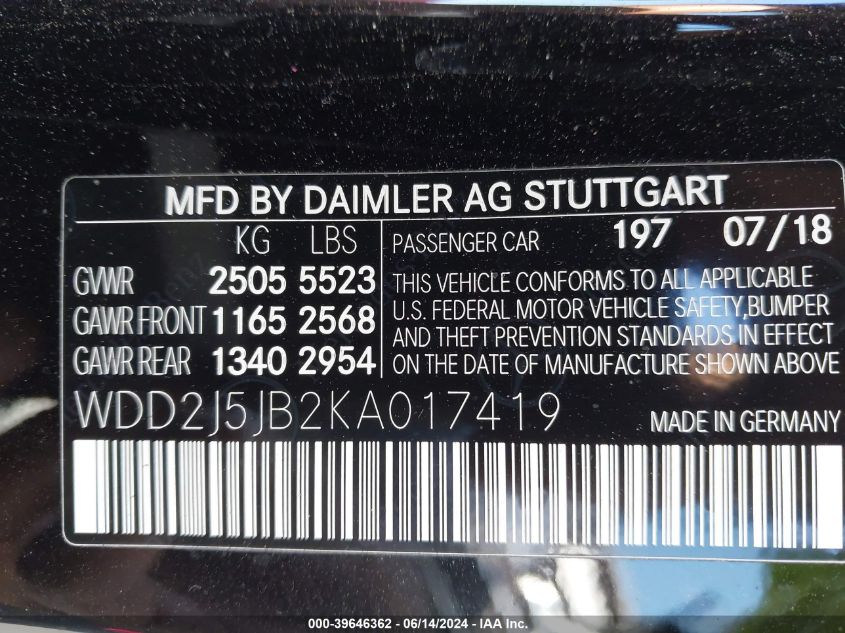 MFD BY DAIMLER AG STUTTGART
KG LBS
GVWR 2505 5523
GAWR FRONT 1165 2568
GAWR REAR 1340 2954
PASSENGER CAR 197 07/18
THIS VEHICLE CONFORMS TO ALL APPLICABLE
U.S. FEDERAL MOTOR VEHICLE SAFETY,BUMPER
AND THEFT PREVENTION STANDARDS IN EFFECT
ON THE DATE OF MANUFACTURE SHOWN ABOVE
WDD2J5JB2KA017419
MADE IN GERMANY
000-39646362 - 06/14/2024 - IAA Inc.